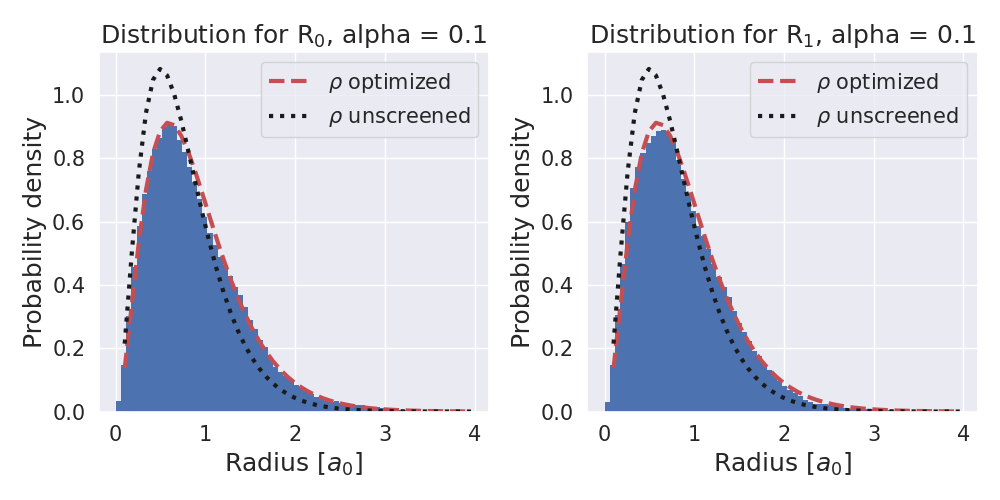 Distribution for R₀, alpha = 0.1
ρ optimized
ρ unscreened
Probability density
1.0
0.8
0.6
0.4
0.2
0.0
0 1 2 3 4
Radius [a₀]
Distribution for R₁, alpha = 0.1
ρ optimized
ρ unscreened
Probability density
1.0
0.8
0.6
0.4
0.2
0.0
0 1 2 3 4
Radius [a₀]